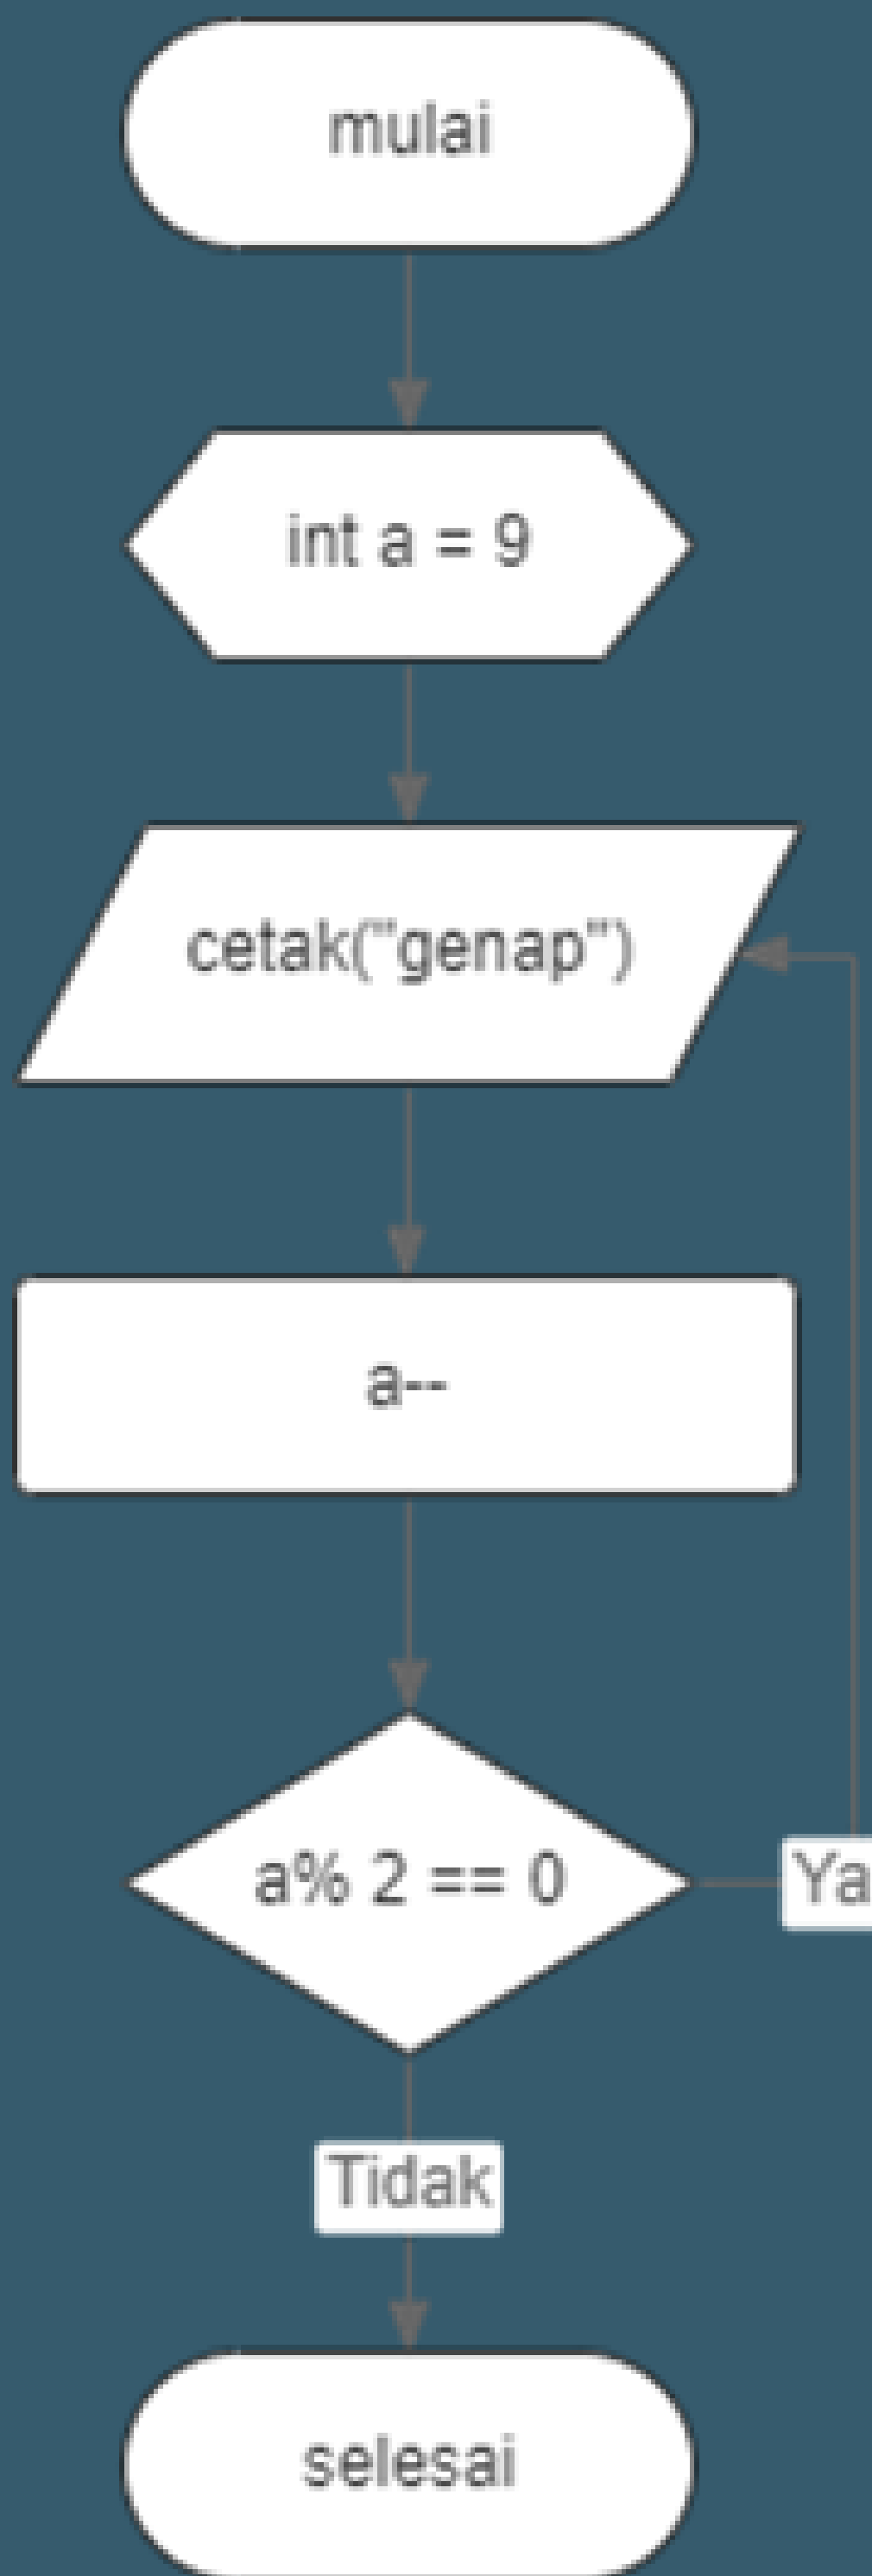 mulai
int a = 9
cetak("genap")
a--
a% 2 == 0
Ya
Tidak
selesai